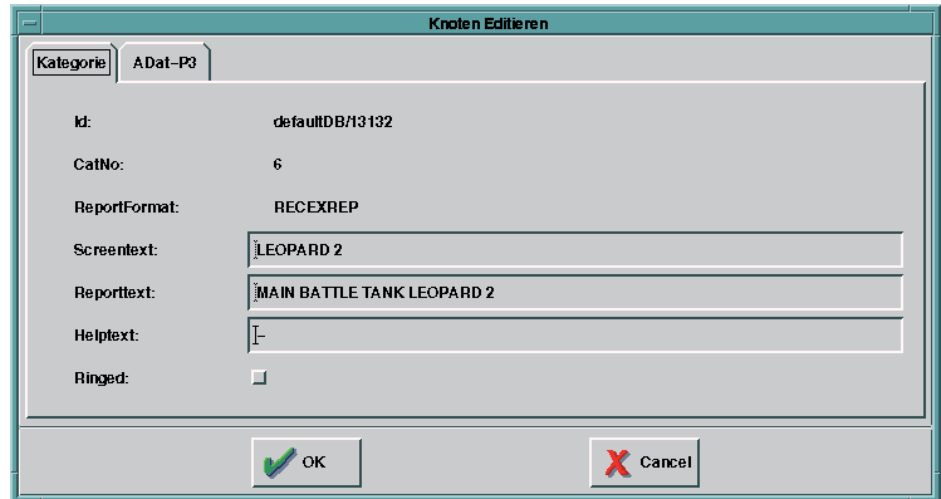 Knoten Editieren
Kategorie ADat-P3
Id: defaultDB/13132
CatNo: 6
ReportFormat: RECEXREP
Screentext: LEOPARD 2
Reporttext: MAIN BATTLE TANK LEOPARD 2
Helptext: -
Ringed:
OK Cancel